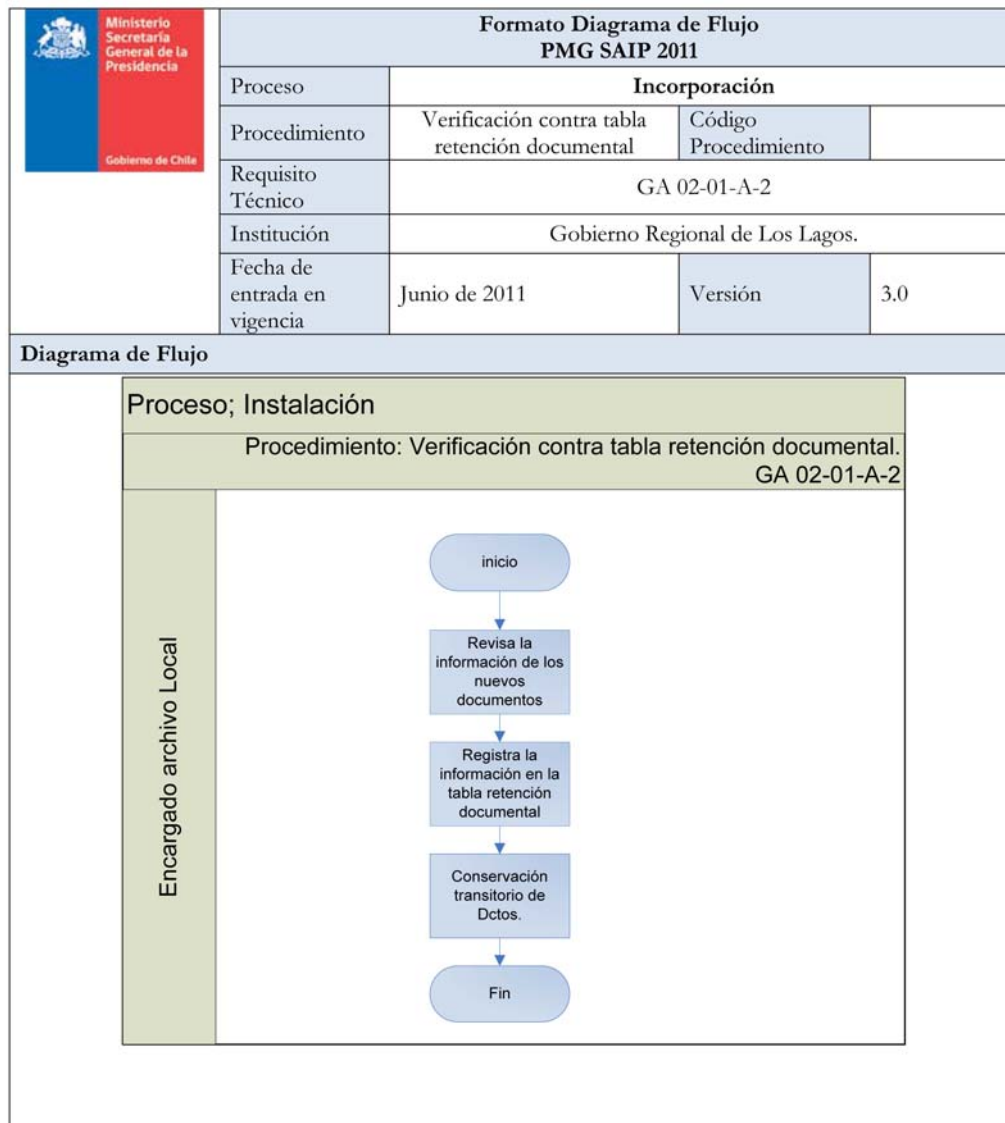 Ministerio
Secretaría
General de la
Presidencia
Gobierno de Chile
Formato Diagrama de Flujo
PMG SAIP 2011
Proceso
Incorporación
Procedimiento
Verificación contra tabla
retención documental
Código
Procedimiento
Requisito
Técnico
GA 02-01-A-2
Institución
Gobierno Regional de Los Lagos.
Fecha de
entrada en
vigencia
Junio de 2011
Versión
3.0
Diagrama de Flujo
Proceso; Instalación
Procedimiento: Verificación contra tabla retención documental.
GA 02-01-A-2
Encargado archivo Local
inicio
Revisa la
información de los
nuevos
documentos
Registra la
información en la
tabla retención
documental
Conservación
transitorio de
Dctos.
Fin